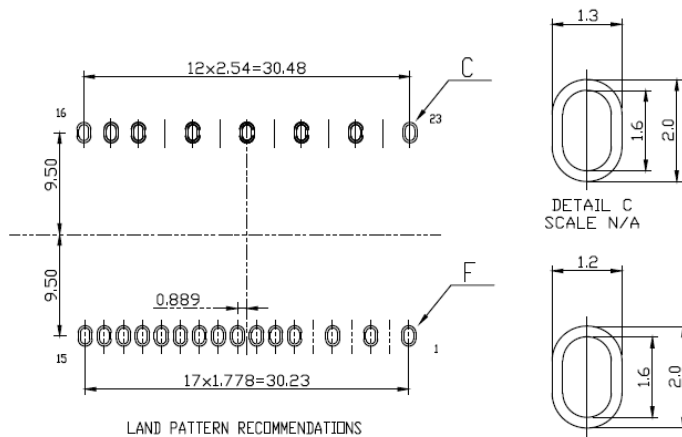 1.3
12x2.54=30.48
C
16
23
9.50
1.6
2.0
DETAIL C
SCALE N/A
9.50
1.2
F
0.889
15
1
1.6
2.0
17x1.778=30.23
LAND PATTERN RECOMMENDATIONS